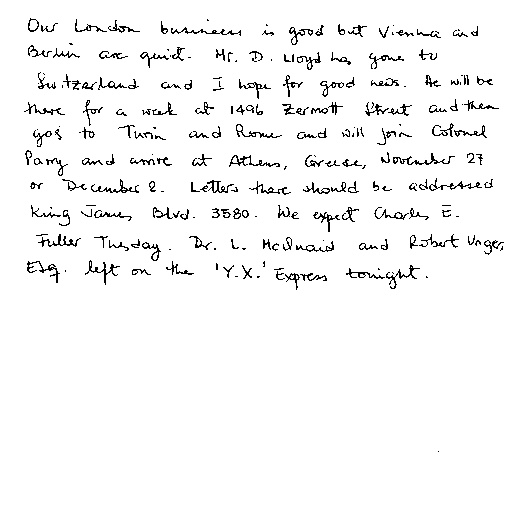 Our London business is good but Vienna and
Berlin are quiet. Mr. D. Lloyd has gone to
Switzerland and I hope for good news. He will be
there for a week at 1496 Zermott Street and then
goes to Turin and Rome and will join Colonel
Parry and arrive at Athens, Greece, November 27
or December 2. Letters there should be addressed
King James Blvd. 3580. We expect Charles E.
Fuller Tuesday. Dr. L. McQuaid and Robert Unger,
Esq. left on the 'Y.X.' Express tonight.